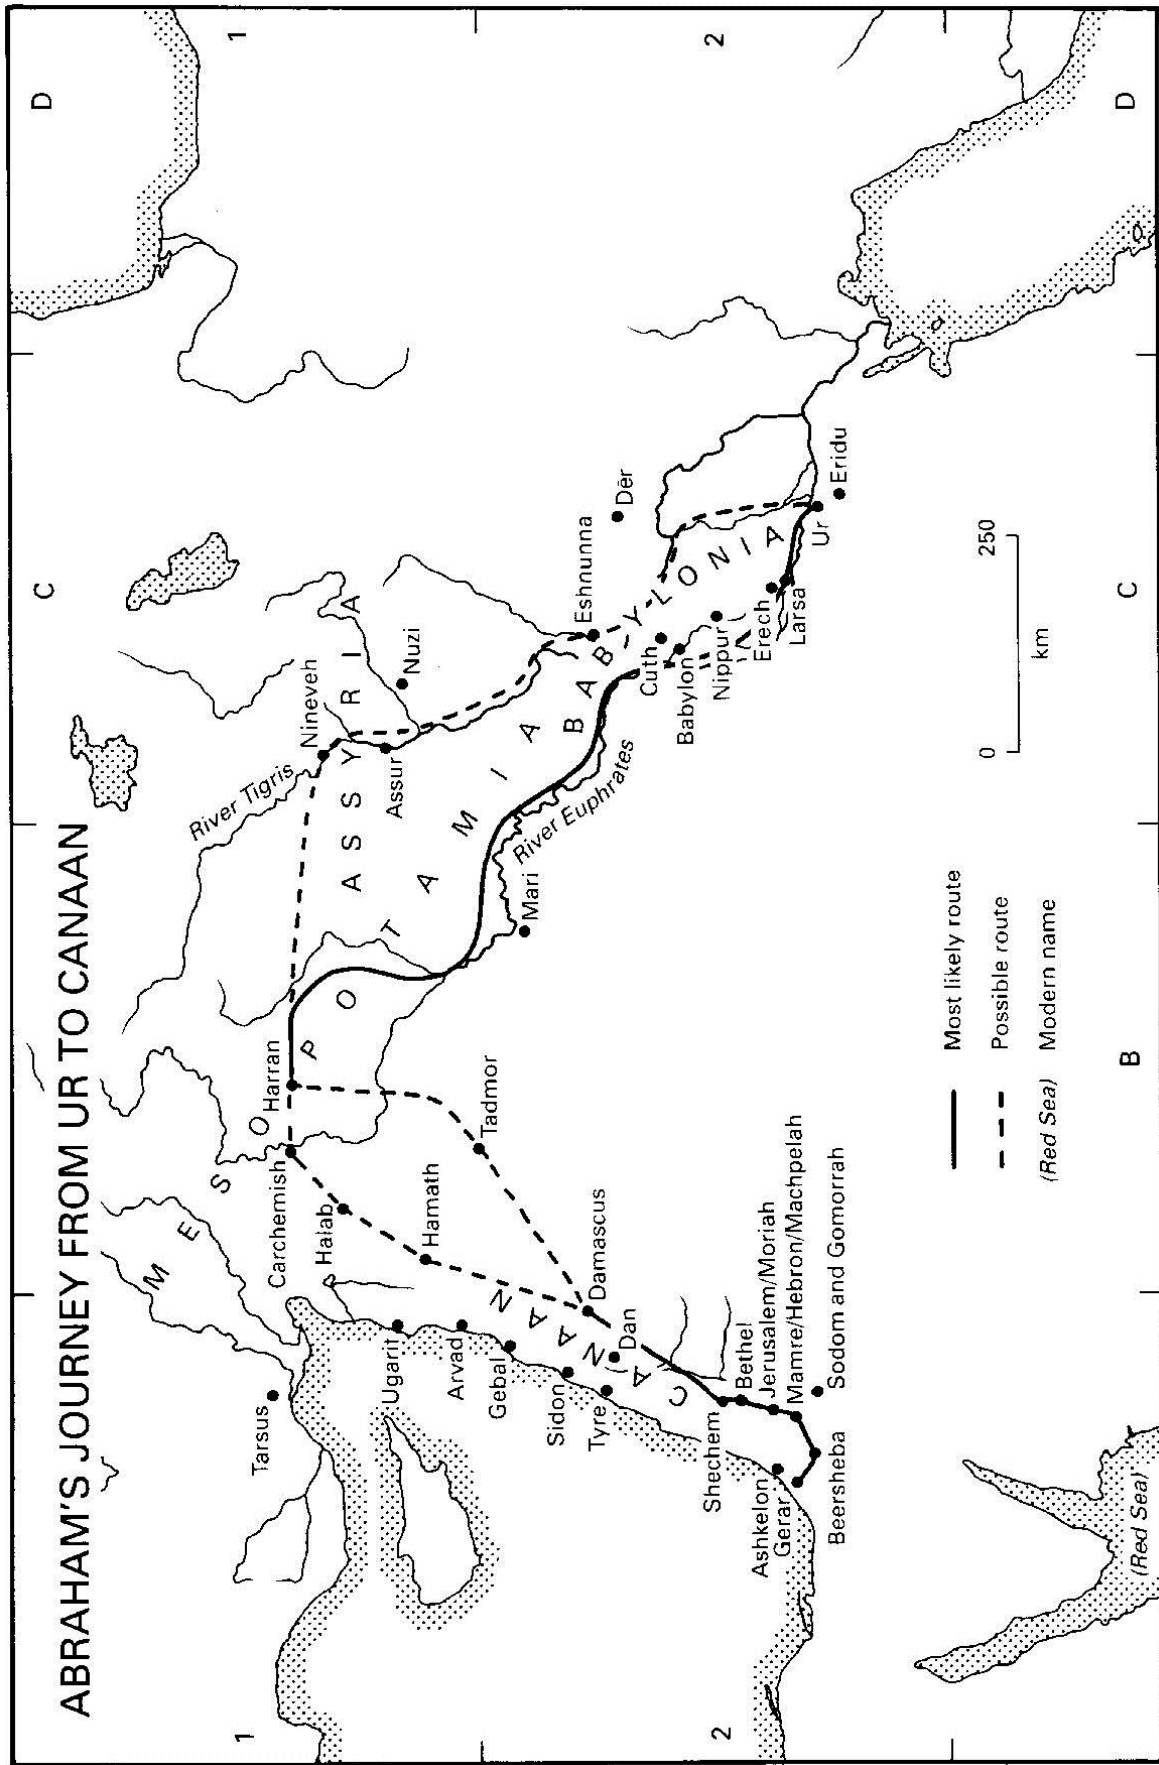 ABRAHAM'S JOURNEY FROM UR TO CANAAN
C
D
1
1
2
2
B
C
D
MESOPOTAMIA
ASSYRIA
BABYLONIA
CANAAN
River Tigris
River Euphrates
Tarsus
Carchemish
Harran
Halab
Hamath
Tadmor
Ugarit
Arvad
Gebal
Sidon
Tyre
Dan
Damascus
Shechem
Bethel
Jerusalem/Moriah
Mamre/Hebron/Machpelah
Sodom and Gomorrah
Ashkelon
Gerar
Beersheba
Nineveh
Assur
Nuzi
Mari
Eshnunna
Dēr
Cuth
Babylon
Nippur
Erech
Larsa
Ur
Eridu
(Red Sea)
Most likely route
Possible route
(Red Sea) Modern name
0 250
km